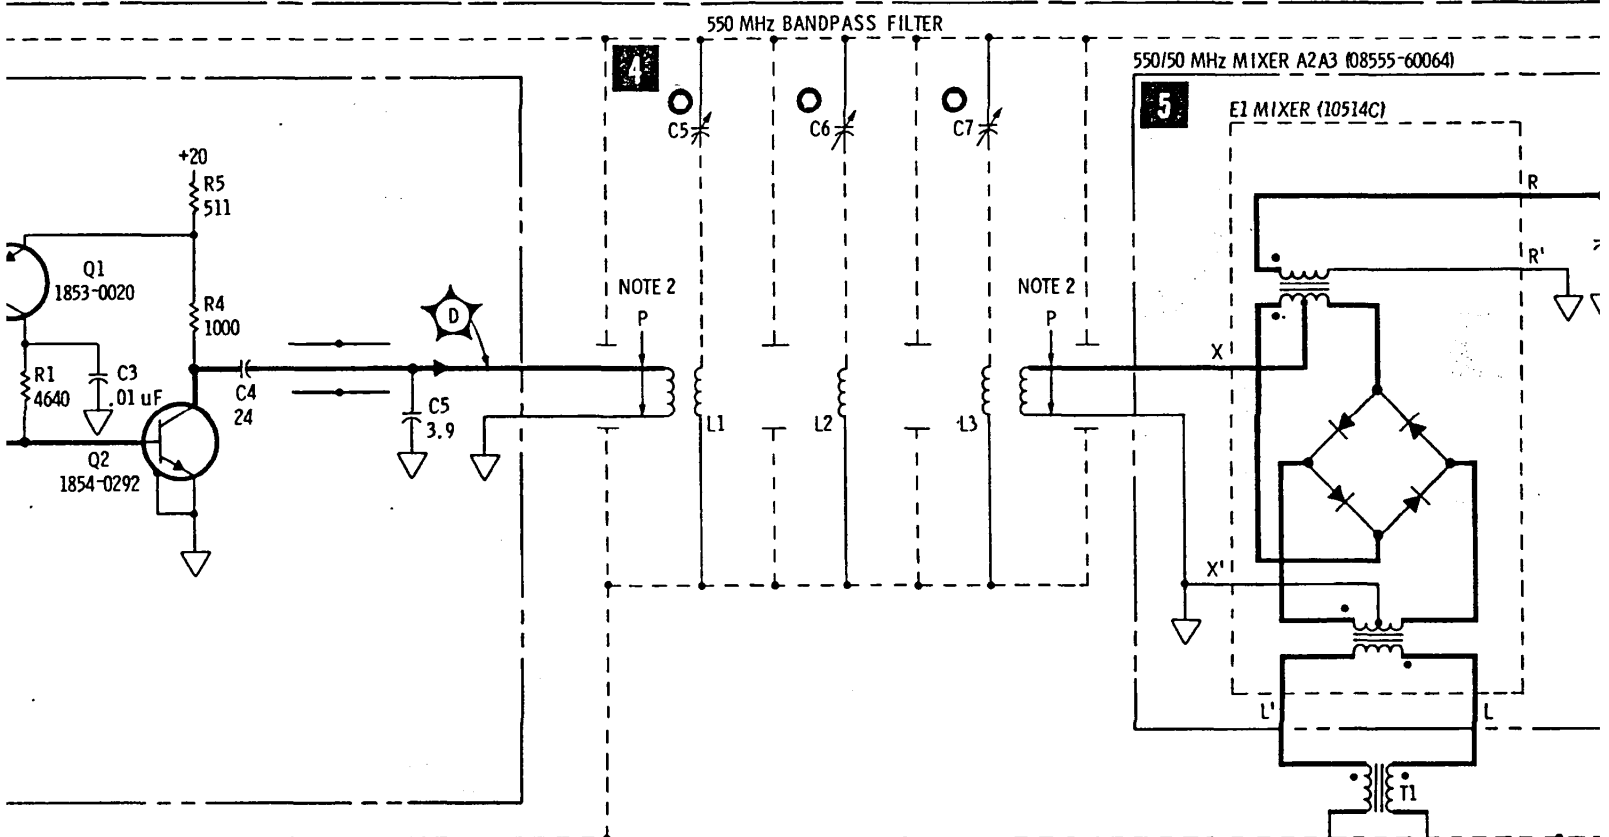 550 MHz BANDPASS FILTER
4
550/50 MHz MIXER A2A3 (08555-60064)
5
E1 MIXER (10514C)
C5
C6
C7
+20
R5
511
R
R'
Q1
1853-0020
R4
1000
NOTE 2
P
NOTE 2
P
D
X
R1
4640
C3
.01 uF
C4
24
C5
3.9
L1
L2
L3
Q2
1854-0292
X'
L'
L
T1